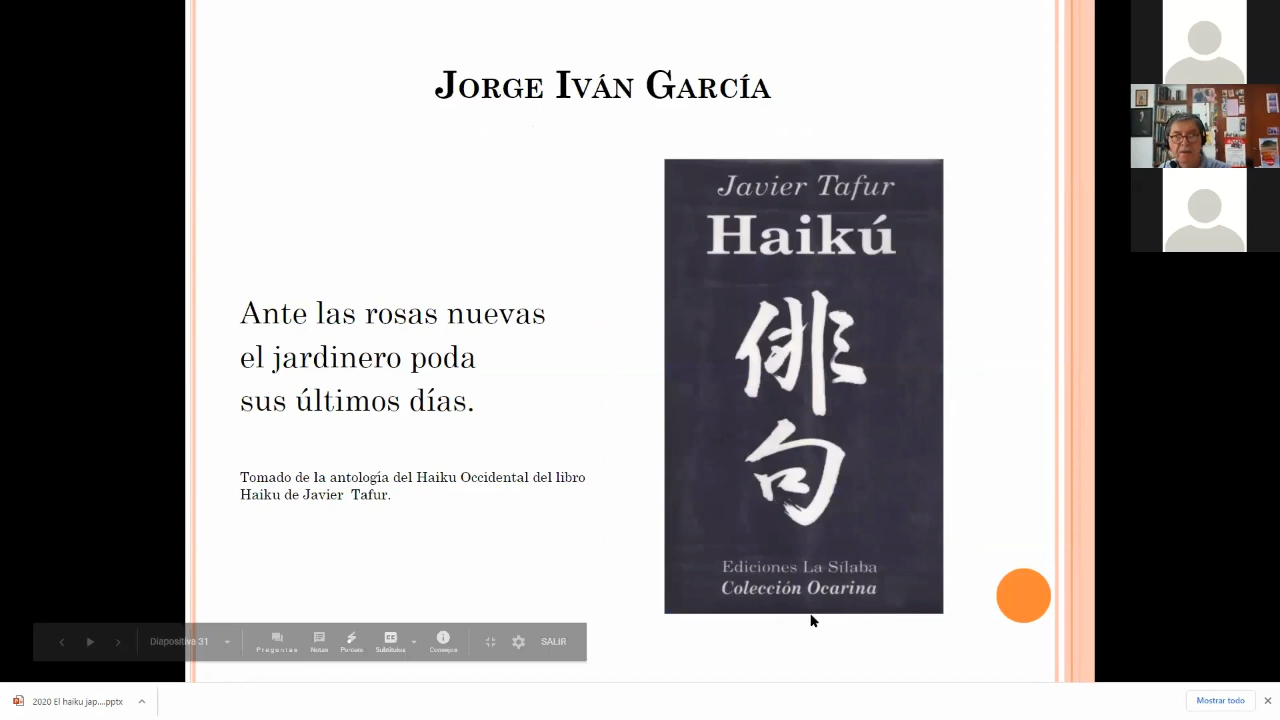 Jorge Iván García
Javier Tafur
Haikú
俳
句
Ante las rosas nuevas
el jardinero poda
sus últimos días.
Tomado de la antología del Haiku Occidental del libro
Haiku de Javier Tafur.
Ediciones La Sílaba
Colección Ocarina
Diapositiva 31
Preguntas
Notas
Puntero
Subtítulos
Consejos
SALIR
2020 El haiku jap....pptx
Mostrar todo